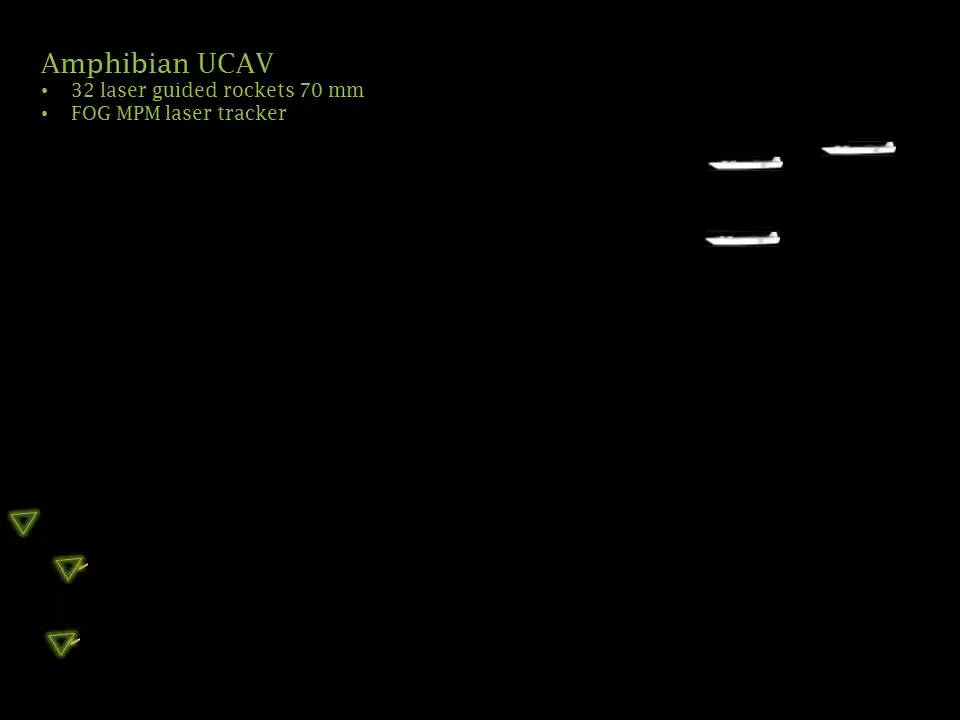 Amphibian UCAV
• 32 laser guided rockets 70 mm
• FOG MPM laser tracker